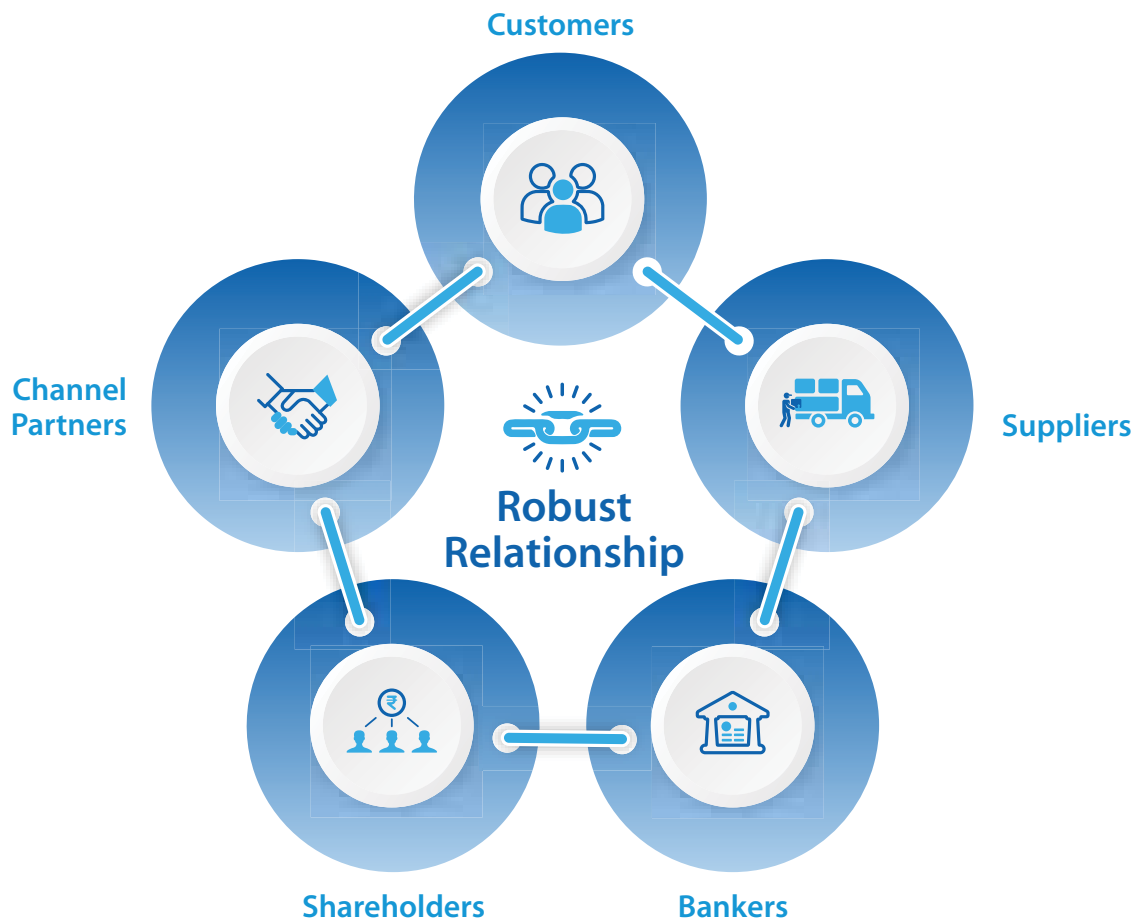 Customers
Channel
Partners
Suppliers
Robust
Relationship
₹
Shareholders
Bankers